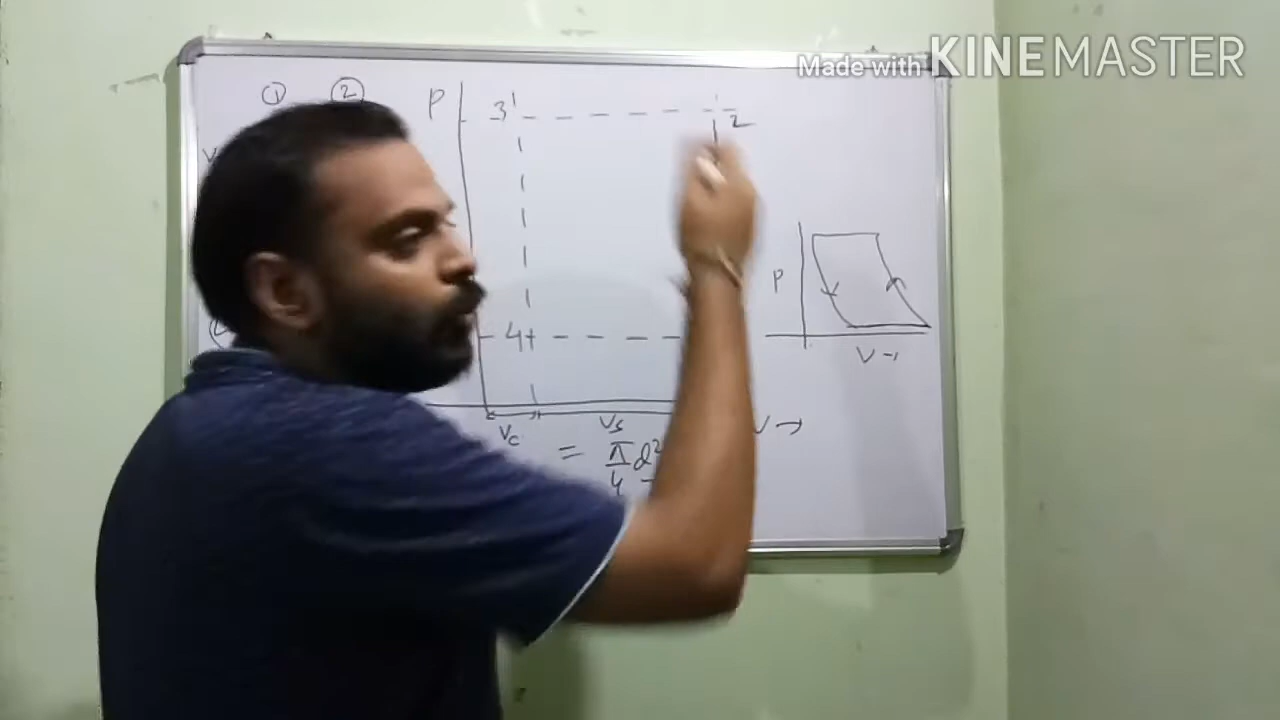 Made with KINEMASTER
① ②
P
3'
2
4
P
V →
Vc
Vs
V →
= π/4 d²